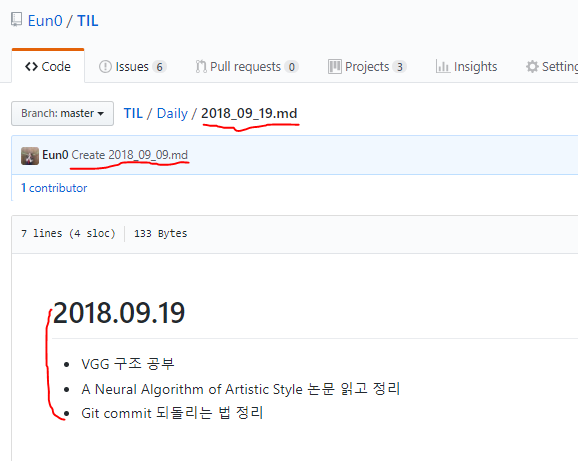 Eun0 / TIL
Code Issues 6 Pull requests 0 Projects 3 Insights Setting
Branch: master TIL / Daily / 2018_09_19.md
Eun0 Create 2018_09_09.md
1 contributor
7 lines (4 sloc) 133 Bytes
2018.09.19
VGG 구조 공부
A Neural Algorithm of Artistic Style 논문 읽고 정리
Git commit 되돌리는 법 정리